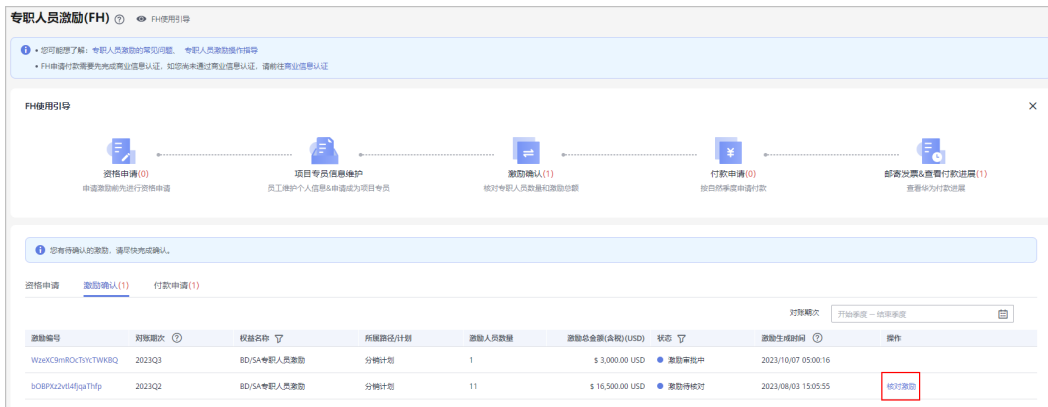 专职人员激励(FH) ? FH使用引导
• 您可能想了解：专职人员激励的常见问题、 专职人员激励操作指导
• FH申请付款需要先完成商业信息认证，如您尚未通过商业信息认证，请前往商业信息认证
FH使用引导
资格申请(0) 项目专员信息维护 激励确认(1) 付款申请(0) 邮寄发票&查看付款进展(1)
申请激励前先进行资格申请 员工维护个人信息&申请成为项目专员 核对专职人员数量和激励总额 按自然季度申请付款 查看华为付款进展
您有待确认的激励，请尽快完成确认。
资格申请 激励确认(1) 付款申请(1)
对账期次 开始季度 – 结束季度
激励编号 对账期次 ? 权益名称 所属路径/计划 激励人员数量 激励总金额(含税)(USD) 状态 激励生成时间 ? 操作
WzeXC9mROcTsYcTWKBQ 2023Q3 BD/SA专职人员激励 分销计划 1 $ 3,000.00 USD 激励审批中 2023/10/07 05:00:16
bOBPXz2vtl4fjqaThfp 2023Q2 BD/SA专职人员激励 分销计划 11 $ 16,500.00 USD 激励待核对 2023/08/03 15:05:55 核对激励